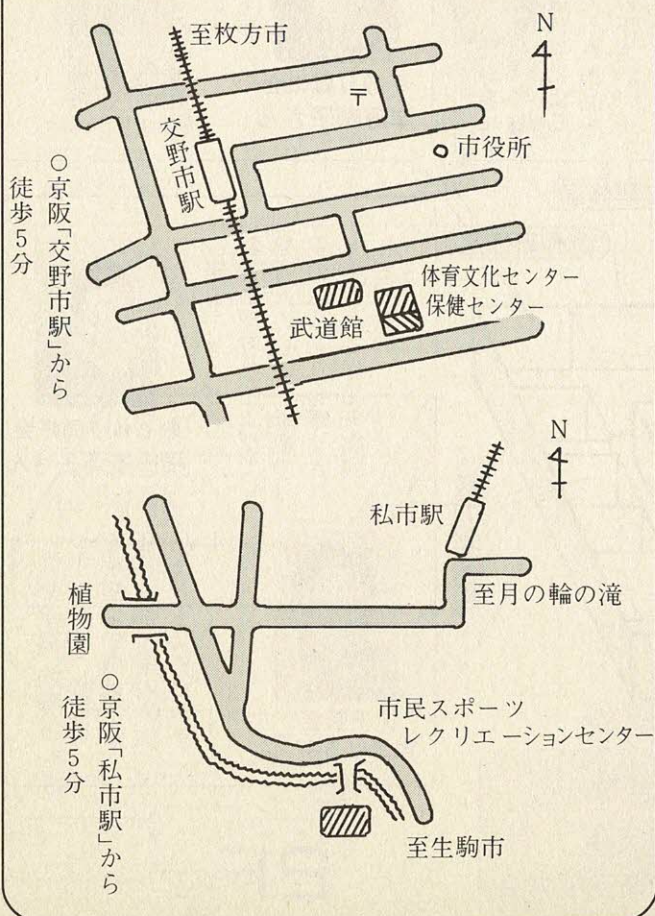 至枚方市
N
〒
交野市駅
市役所
○京阪「交野市駅」から
徒歩5分
体育文化センター
保健センター
武道館
N
私市駅
至月の輪の滝
植物園
○京阪「私市駅」から
徒歩5分
市民スポーツ
レクリエーションセンター
至生駒市